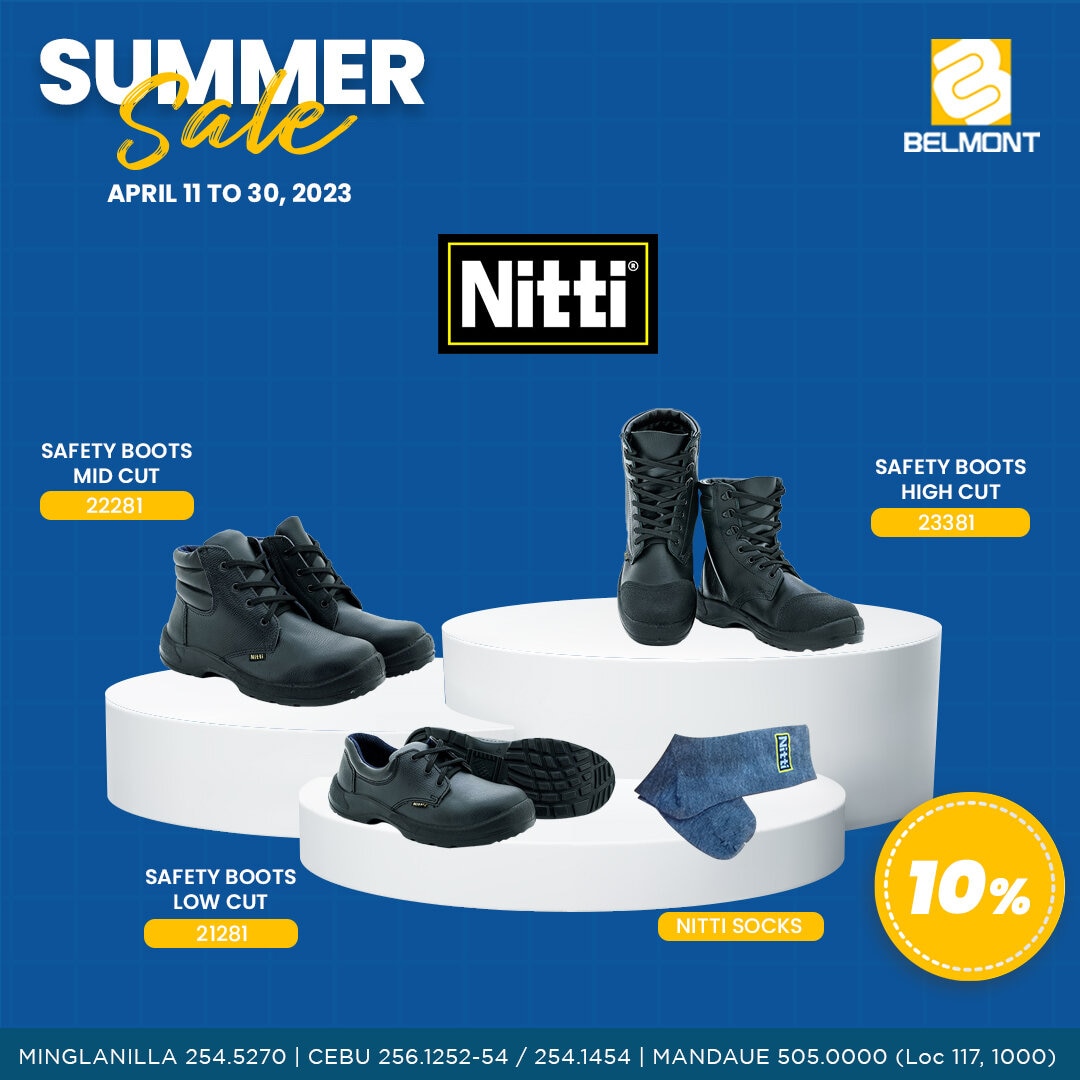 SUMMER
Sale
APRIL 11 TO 30, 2023
BELMONT
Nitti®
SAFETY BOOTS
MID CUT
22281
SAFETY BOOTS
HIGH CUT
23381
Nitti
Nitti
SAFETY BOOTS
LOW CUT
21281
NITTI SOCKS
10%
MINGLANILLA 254.5270 | CEBU 256.1252-54 / 254.1454 | MANDAUE 505.0000 (Loc 117, 1000)